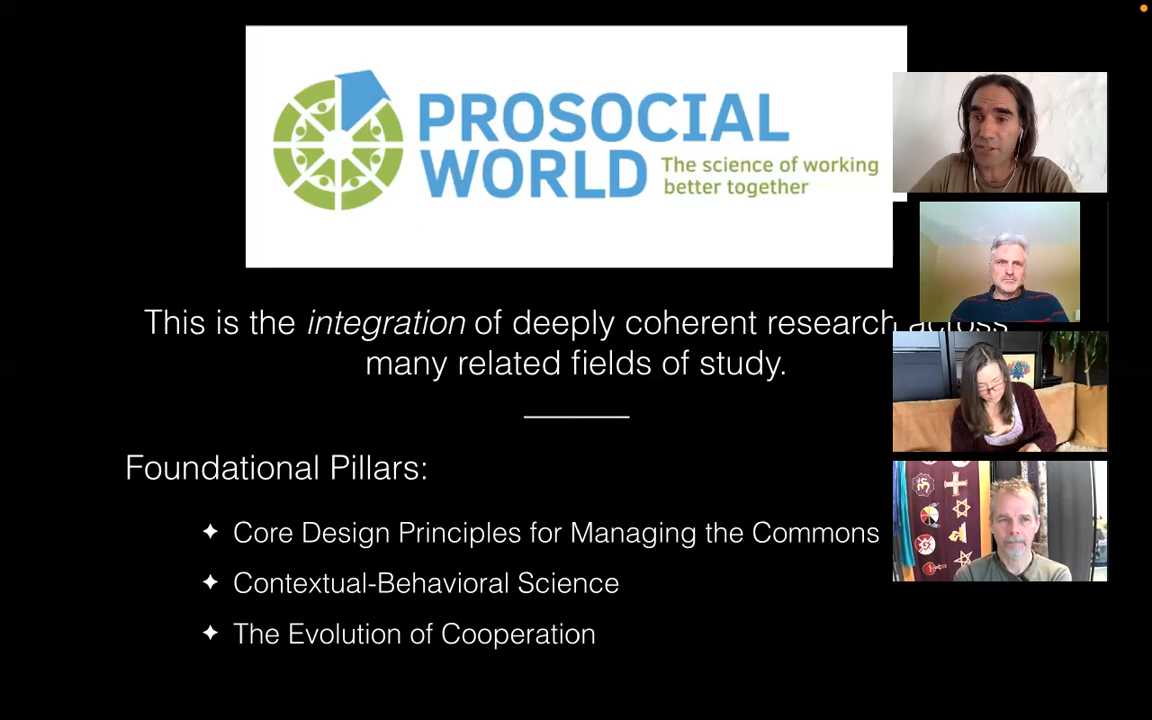 PROSOCIAL
WORLD The science of working
better together
This is the integration of deeply coherent research across
many related fields of study.
Foundational Pillars:
✦ Core Design Principles for Managing the Commons
✦ Contextual-Behavioral Science
✦ The Evolution of Cooperation